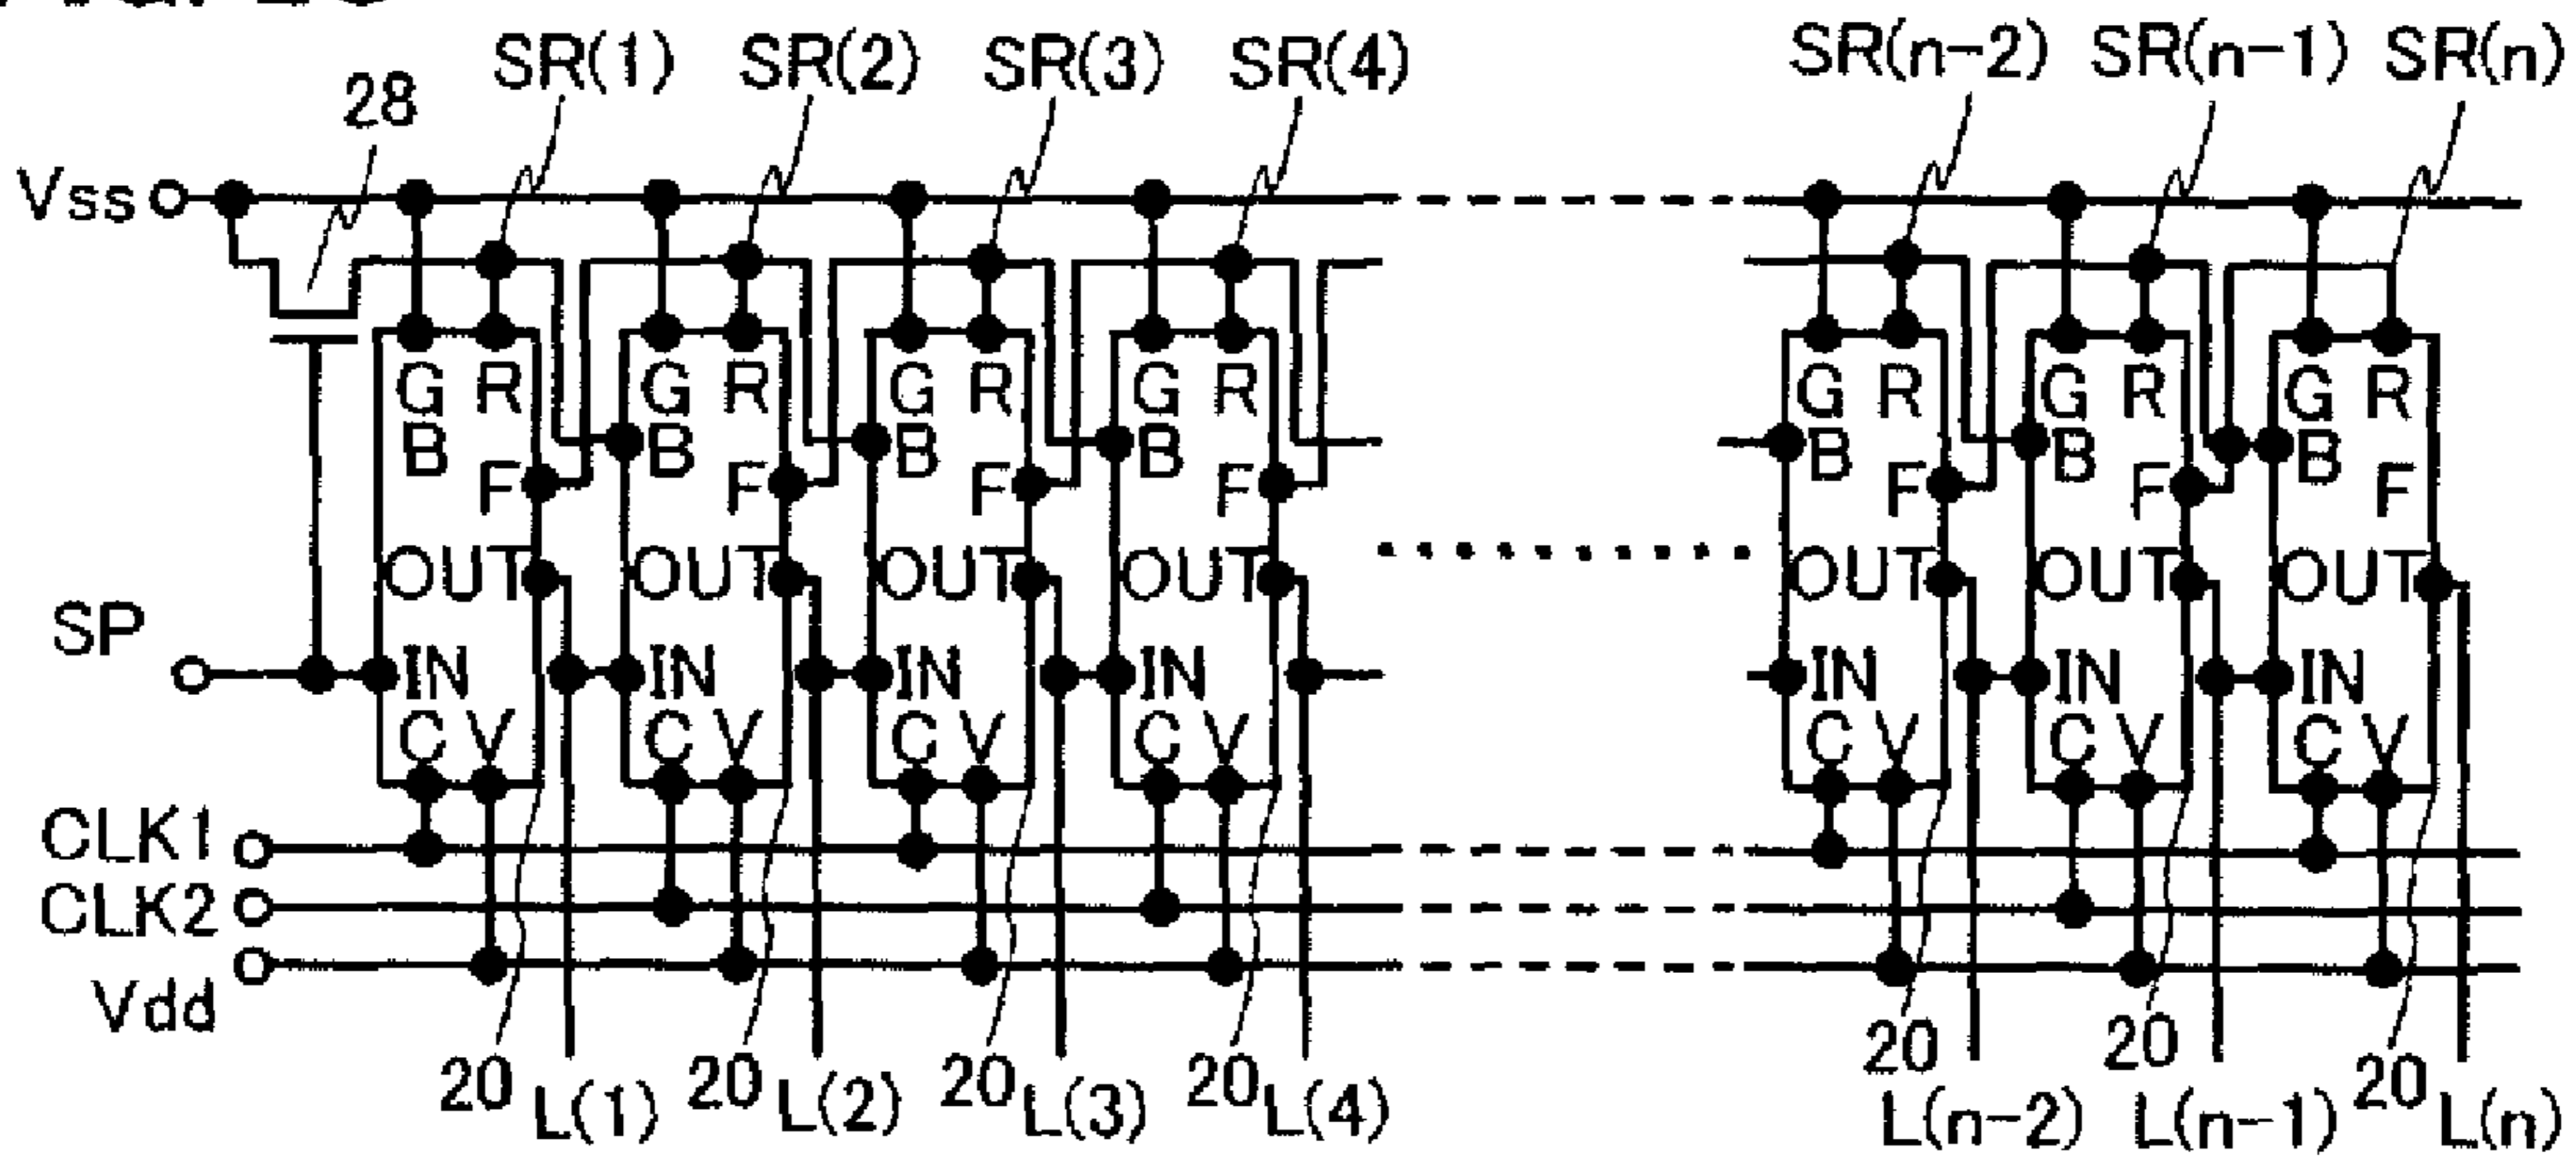 SR(1) SR(2) SR(3) SR(4) SR(n-2) SR(n-1) SR(n)
28
Vss
G R G R G R G R G R G R G R
B B B B B B B
F F F F F F F
OUT OUT OUT OUT OUT OUT OUT
SP
IN IN IN IN IN IN IN
C V C V C V C V C V C V C V
CLK1
CLK2
Vdd
20 20 20 20 20 20 20
L(1) L(2) L(3) L(4) L(n-2) L(n-1) L(n)